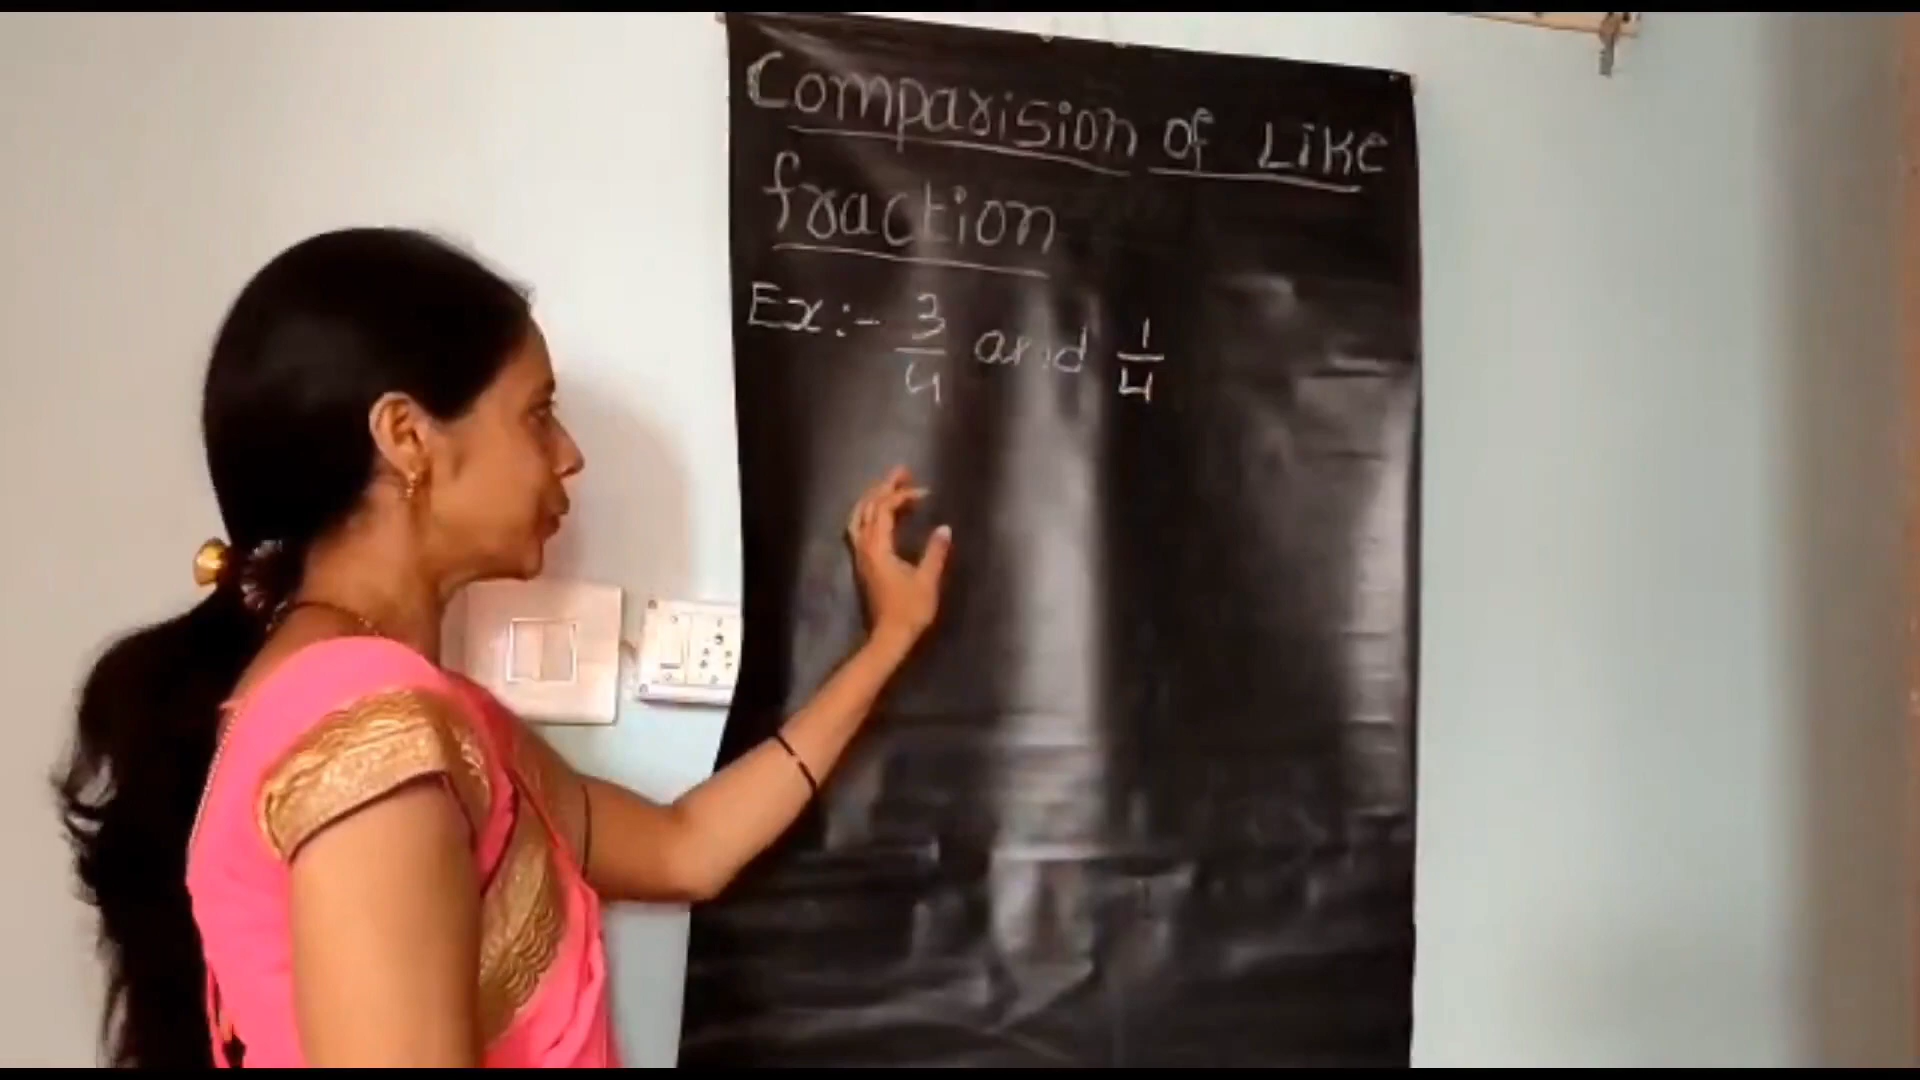 Comparision of Like
fraction
Ex:- 3/4 and 1/4